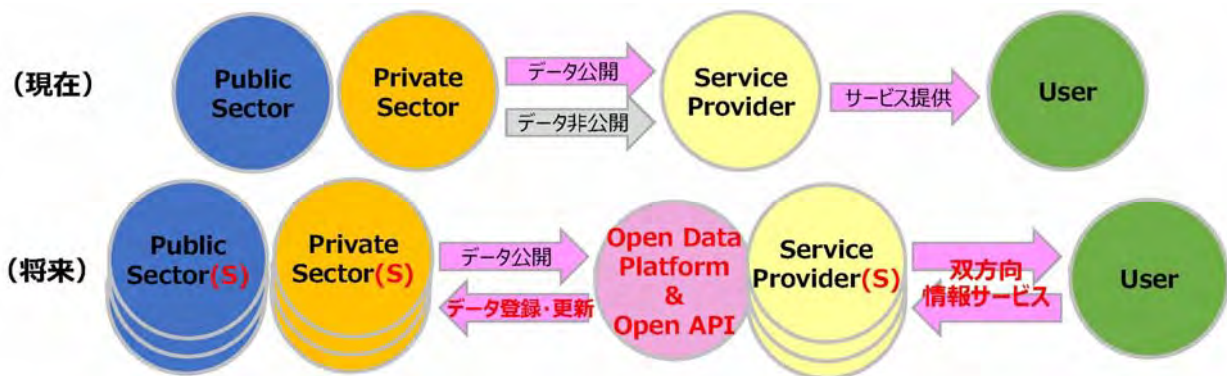 （現在）
Public
Sector
Private
Sector
データ公開
データ非公開
Service
Provider
サービス提供
User
（将来）
Public
Sector(S)
Private
Sector(S)
データ公開
データ登録・更新
Open Data
Platform
&
Open API
Service
Provider(S)
双方向
情報サービス
User